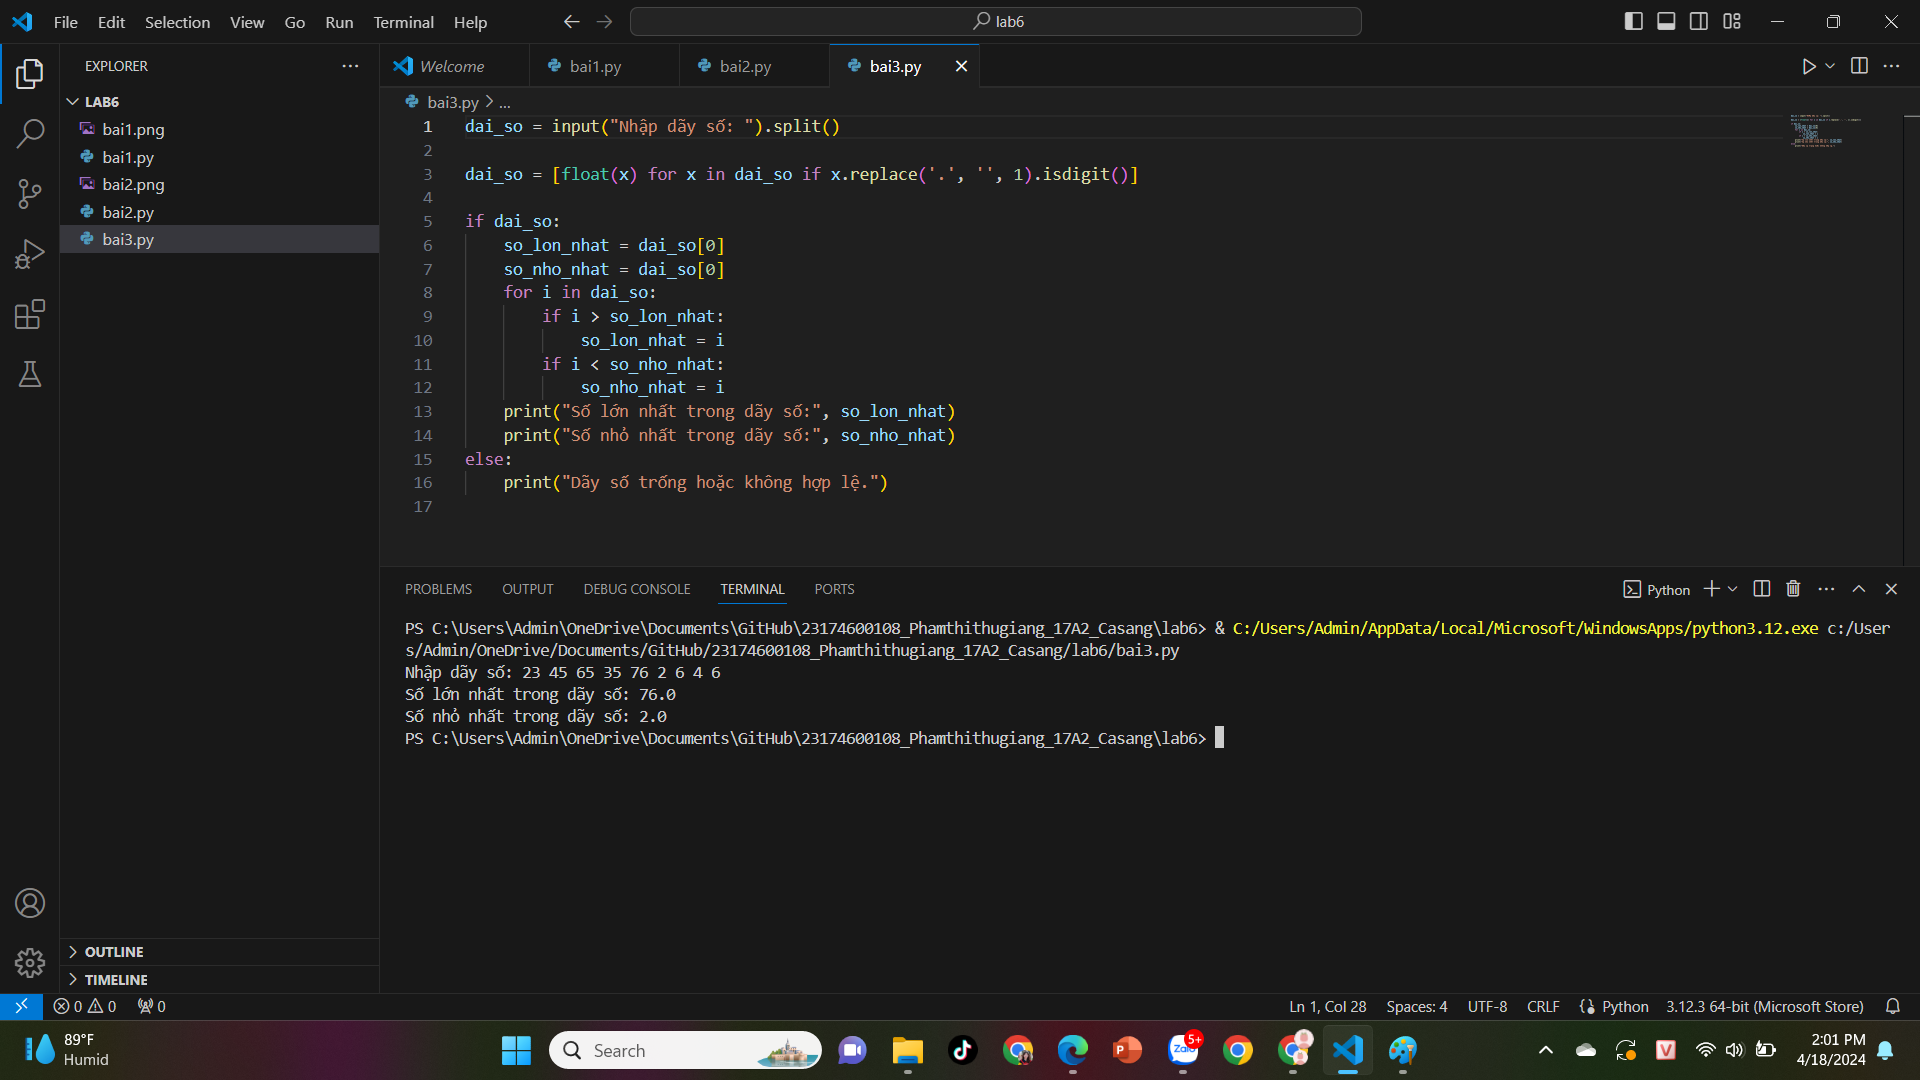 File Edit Selection View Go Run Terminal Help
lab6
EXPLORER
LAB6
bai1.png
bai1.py
bai2.png
bai2.py
bai3.py
OUTLINE
TIMELINE
Welcome
bai1.py
bai2.py
bai3.py
bai3.py > ...
1 dai_so = input("Nhập dãy số: ").split()
2
3 dai_so = [float(x) for x in dai_so if x.replace('.', '', 1).isdigit()]
4
5 if dai_so:
6 so_lon_nhat = dai_so[0]
7 so_nho_nhat = dai_so[0]
8 for i in dai_so:
9 if i > so_lon_nhat:
10 so_lon_nhat = i
11 if i < so_nho_nhat:
12 so_nho_nhat = i
13 print("Số lớn nhất trong dãy số:", so_lon_nhat)
14 print("Số nhỏ nhất trong dãy số:", so_nho_nhat)
15 else:
16 print("Dãy số trống hoặc không hợp lệ.")
17
PROBLEMS OUTPUT DEBUG CONSOLE TERMINAL PORTS
Python
PS C:\Users\Admin\OneDrive\Documents\GitHub\23174600108_Phamthithugiang_17A2_Casang\lab6> & C:/Users/Admin/AppData/Local/Microsoft/WindowsApps/python3.12.exe c:/User
s/Admin/OneDrive/Documents/GitHub/23174600108_Phamthithugiang_17A2_Casang/lab6/bai3.py
Nhập dãy số: 23 45 65 35 76 2 6 4 6
Số lớn nhất trong dãy số: 76.0
Số nhỏ nhất trong dãy số: 2.0
PS C:\Users\Admin\OneDrive\Documents\GitHub\23174600108_Phamthithugiang_17A2_Casang\lab6>
0 0 0
Ln 1, Col 28 Spaces: 4 UTF-8 CRLF Python 3.12.3 64-bit (Microsoft Store)
89°F
Humid
Search
Zalo
5+
2:01 PM
4/18/2024